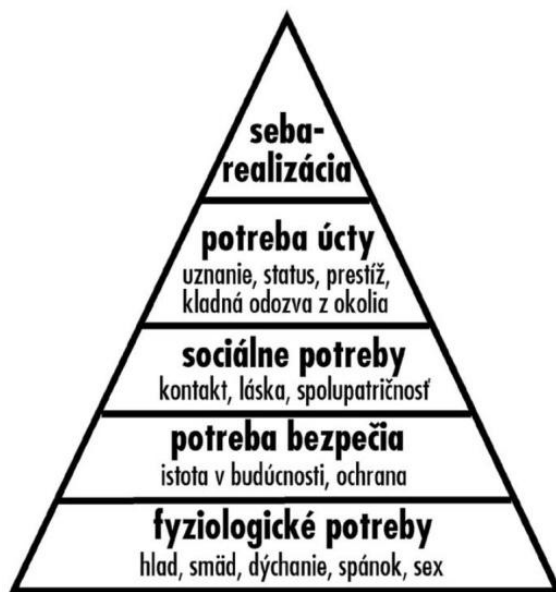 seba-
realizácia
potreba úcty
uznanie, status, prestíž,
kladná odozva z okolia
sociálne potreby
kontakt, láska, spolupatričnosť
potreba bezpečia
istota v budúcnosti, ochrana
fyziologické potreby
hlad, smäd, dýchanie, spánok, sex